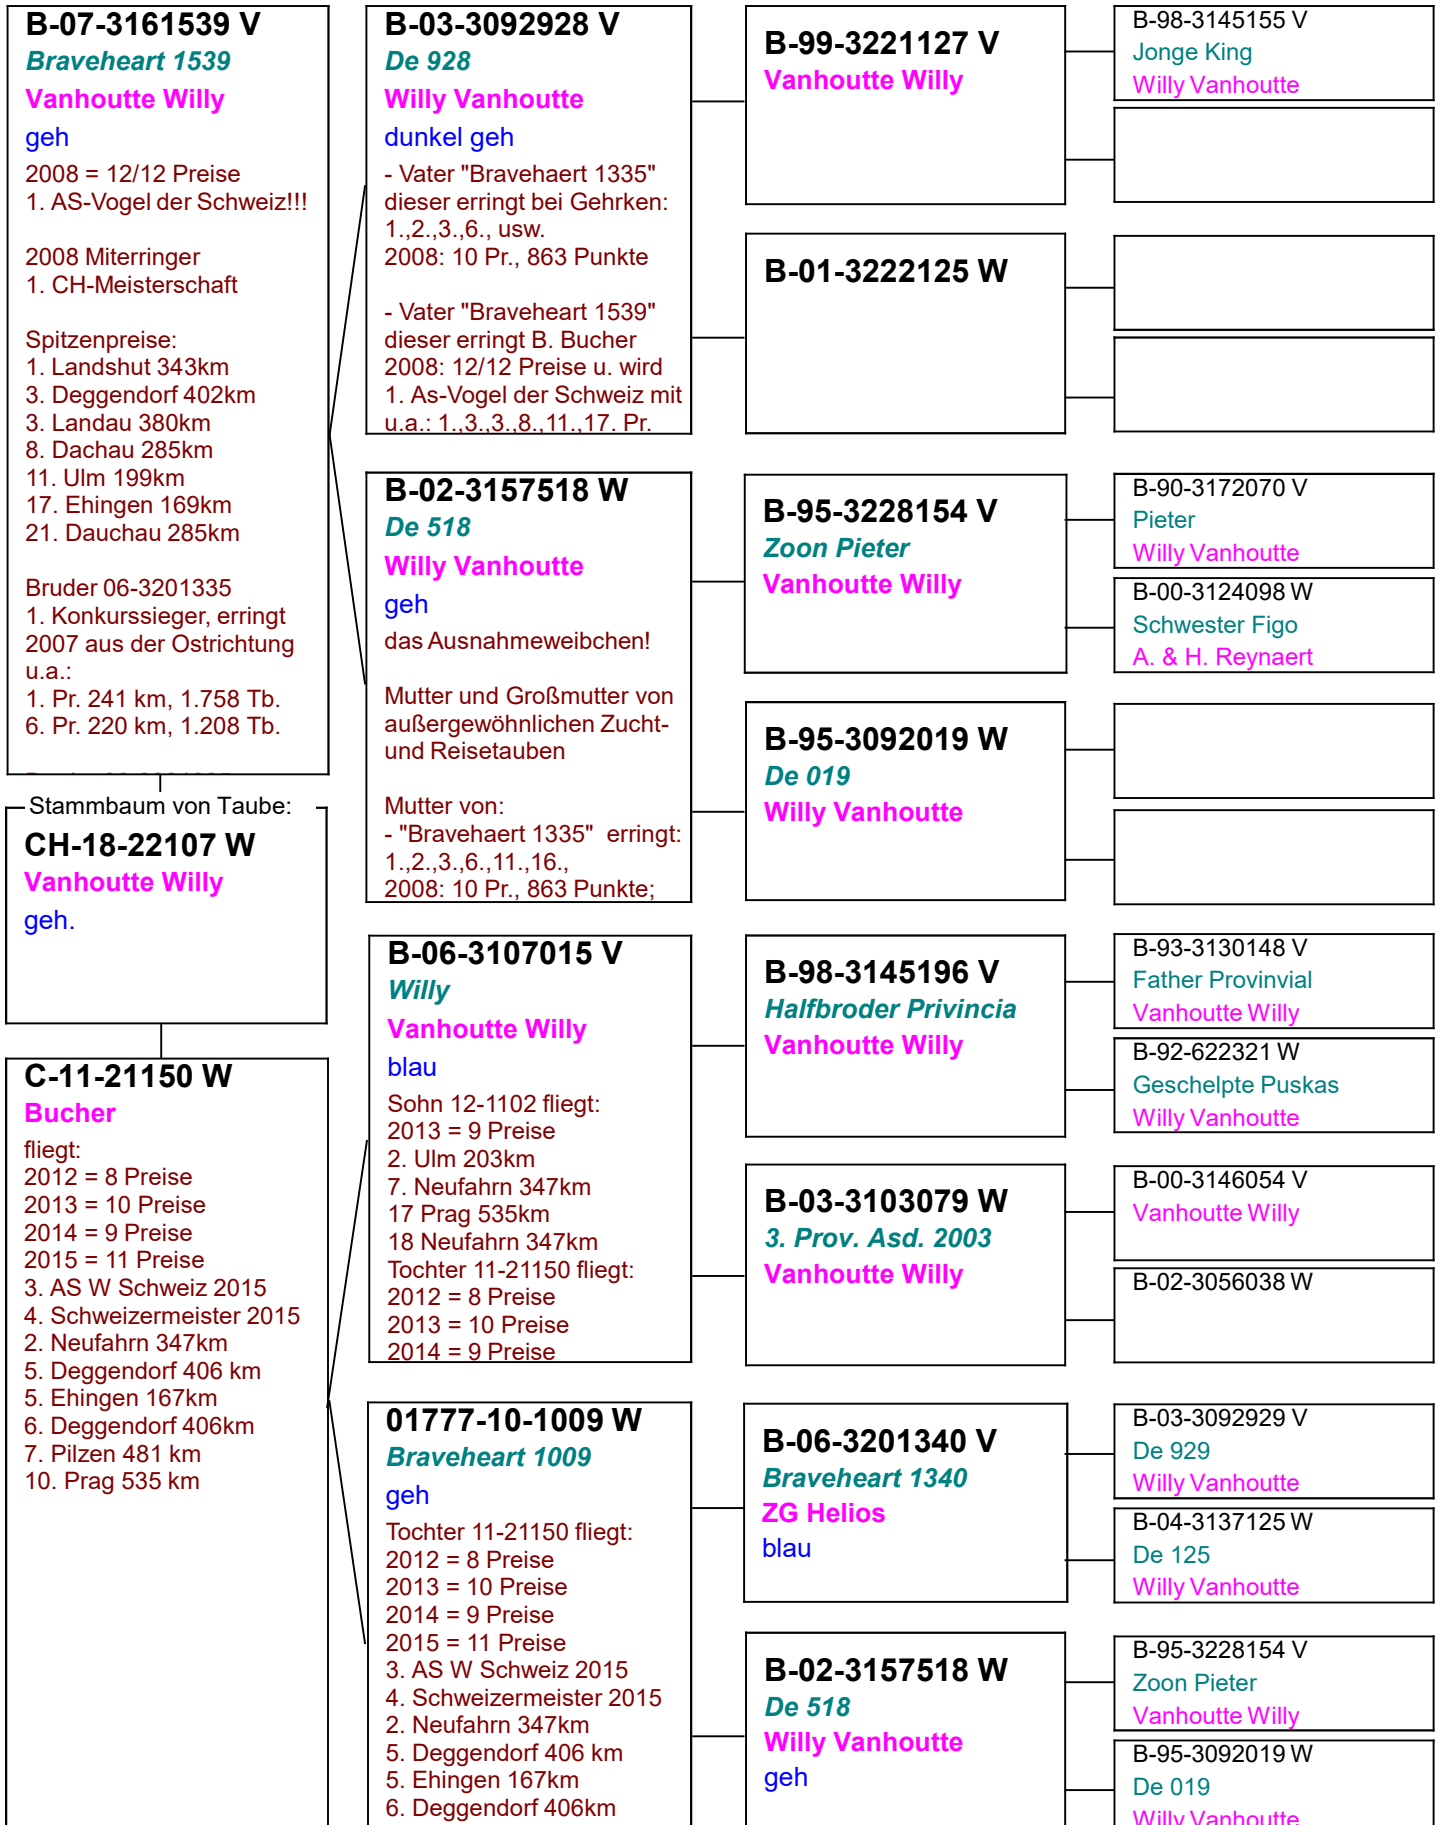 B-07-3161539 V
Braveheart 1539
Vanhoutte Willy
geh
2008 = 12/12 Preise
1. AS-Vogel der Schweiz!!!
2008 Miterringer
1. CH-Meisterschaft
Spitzenpreise:
1. Landshut 343km
3. Deggendorf 402km
3. Landau 380km
8. Dachau 285km
11. Ulm 199km
17. Ehingen 169km
21. Dauchau 285km
Bruder 06-3201335
1. Konkurssieger, erringt
2007 aus der Ostrichtung
u.a.:
1. Pr. 241 km, 1.758 Tb.
6. Pr. 220 km, 1.208 Tb.
Stammbaum von Taube:
CH-18-22107 W
Vanhoutte Willy
geh.
C-11-21150 W
Bucher
fliegt:
2012 = 8 Preise
2013 = 10 Preise
2014 = 9 Preise
2015 = 11 Preise
3. AS W Schweiz 2015
4. Schweizermeister 2015
2. Neufahrn 347km
5. Deggendorf 406 km
5. Ehingen 167km
6. Deggendorf 406km
7. Pilzen 481 km
10. Prag 535 km
B-03-3092928 V
De 928
Willy Vanhoutte
dunkel geh
- Vater "Bravehaert 1335"
dieser erringt bei Gehrken:
1.,2.,3.,6., usw.
2008: 10 Pr., 863 Punkte
- Vater "Braveheart 1539"
dieser erringt B. Bucher
2008: 12/12 Preise u. wird
1. As-Vogel der Schweiz mit
u.a.: 1.,3.,3.,8.,11.,17. Pr.
B-02-3157518 W
De 518
Willy Vanhoutte
geh
das Ausnahmeweibchen!
Mutter und Großmutter von
außergewöhnlichen Zucht-
und Reisetauben
Mutter von:
- "Bravehaert 1335"  erringt:
1.,2.,3.,6.,11.,16.,
2008: 10 Pr., 863 Punkte;
B-06-3107015 V
Willy
Vanhoutte Willy
blau
Sohn 12-1102 fliegt:
2013 = 9 Preise
2. Ulm 203km
7. Neufahrn 347km
17 Prag 535km
18 Neufahrn 347km
Tochter 11-21150 fliegt:
2012 = 8 Preise
2013 = 10 Preise
2014 = 9 Preise
01777-10-1009 W
Braveheart 1009
geh
Tochter 11-21150 fliegt:
2012 = 8 Preise
2013 = 10 Preise
2014 = 9 Preise
2015 = 11 Preise
3. AS W Schweiz 2015
4. Schweizermeister 2015
2. Neufahrn 347km
5. Deggendorf 406 km
5. Ehingen 167km
6. Deggendorf 406km
B-99-3221127 V
Vanhoutte Willy
B-01-3222125 W
B-95-3228154 V
Zoon Pieter
Vanhoutte Willy
B-95-3092019 W
De 019
Willy Vanhoutte
B-98-3145196 V
Halfbroder Privincia
Vanhoutte Willy
B-03-3103079 W
3. Prov. Asd. 2003
Vanhoutte Willy
B-06-3201340 V
Braveheart 1340
ZG Helios
blau
B-02-3157518 W
De 518
Willy Vanhoutte
geh
B-98-3145155 V
Jonge King
Willy Vanhoutte
B-90-3172070 V
Pieter
Willy Vanhoutte
B-00-3124098 W
Schwester Figo
A. & H. Reynaert
B-93-3130148 V
Father Provinvial
Vanhoutte Willy
B-92-622321 W
Geschelpte Puskas
Willy Vanhoutte
B-00-3146054 V
Vanhoutte Willy
B-02-3056038 W
B-03-3092929 V
De 929
Willy Vanhoutte
B-04-3137125 W
De 125
Willy Vanhoutte
B-95-3228154 V
Zoon Pieter
Vanhoutte Willy
B-95-3092019 W
De 019
Willy Vanhoutte